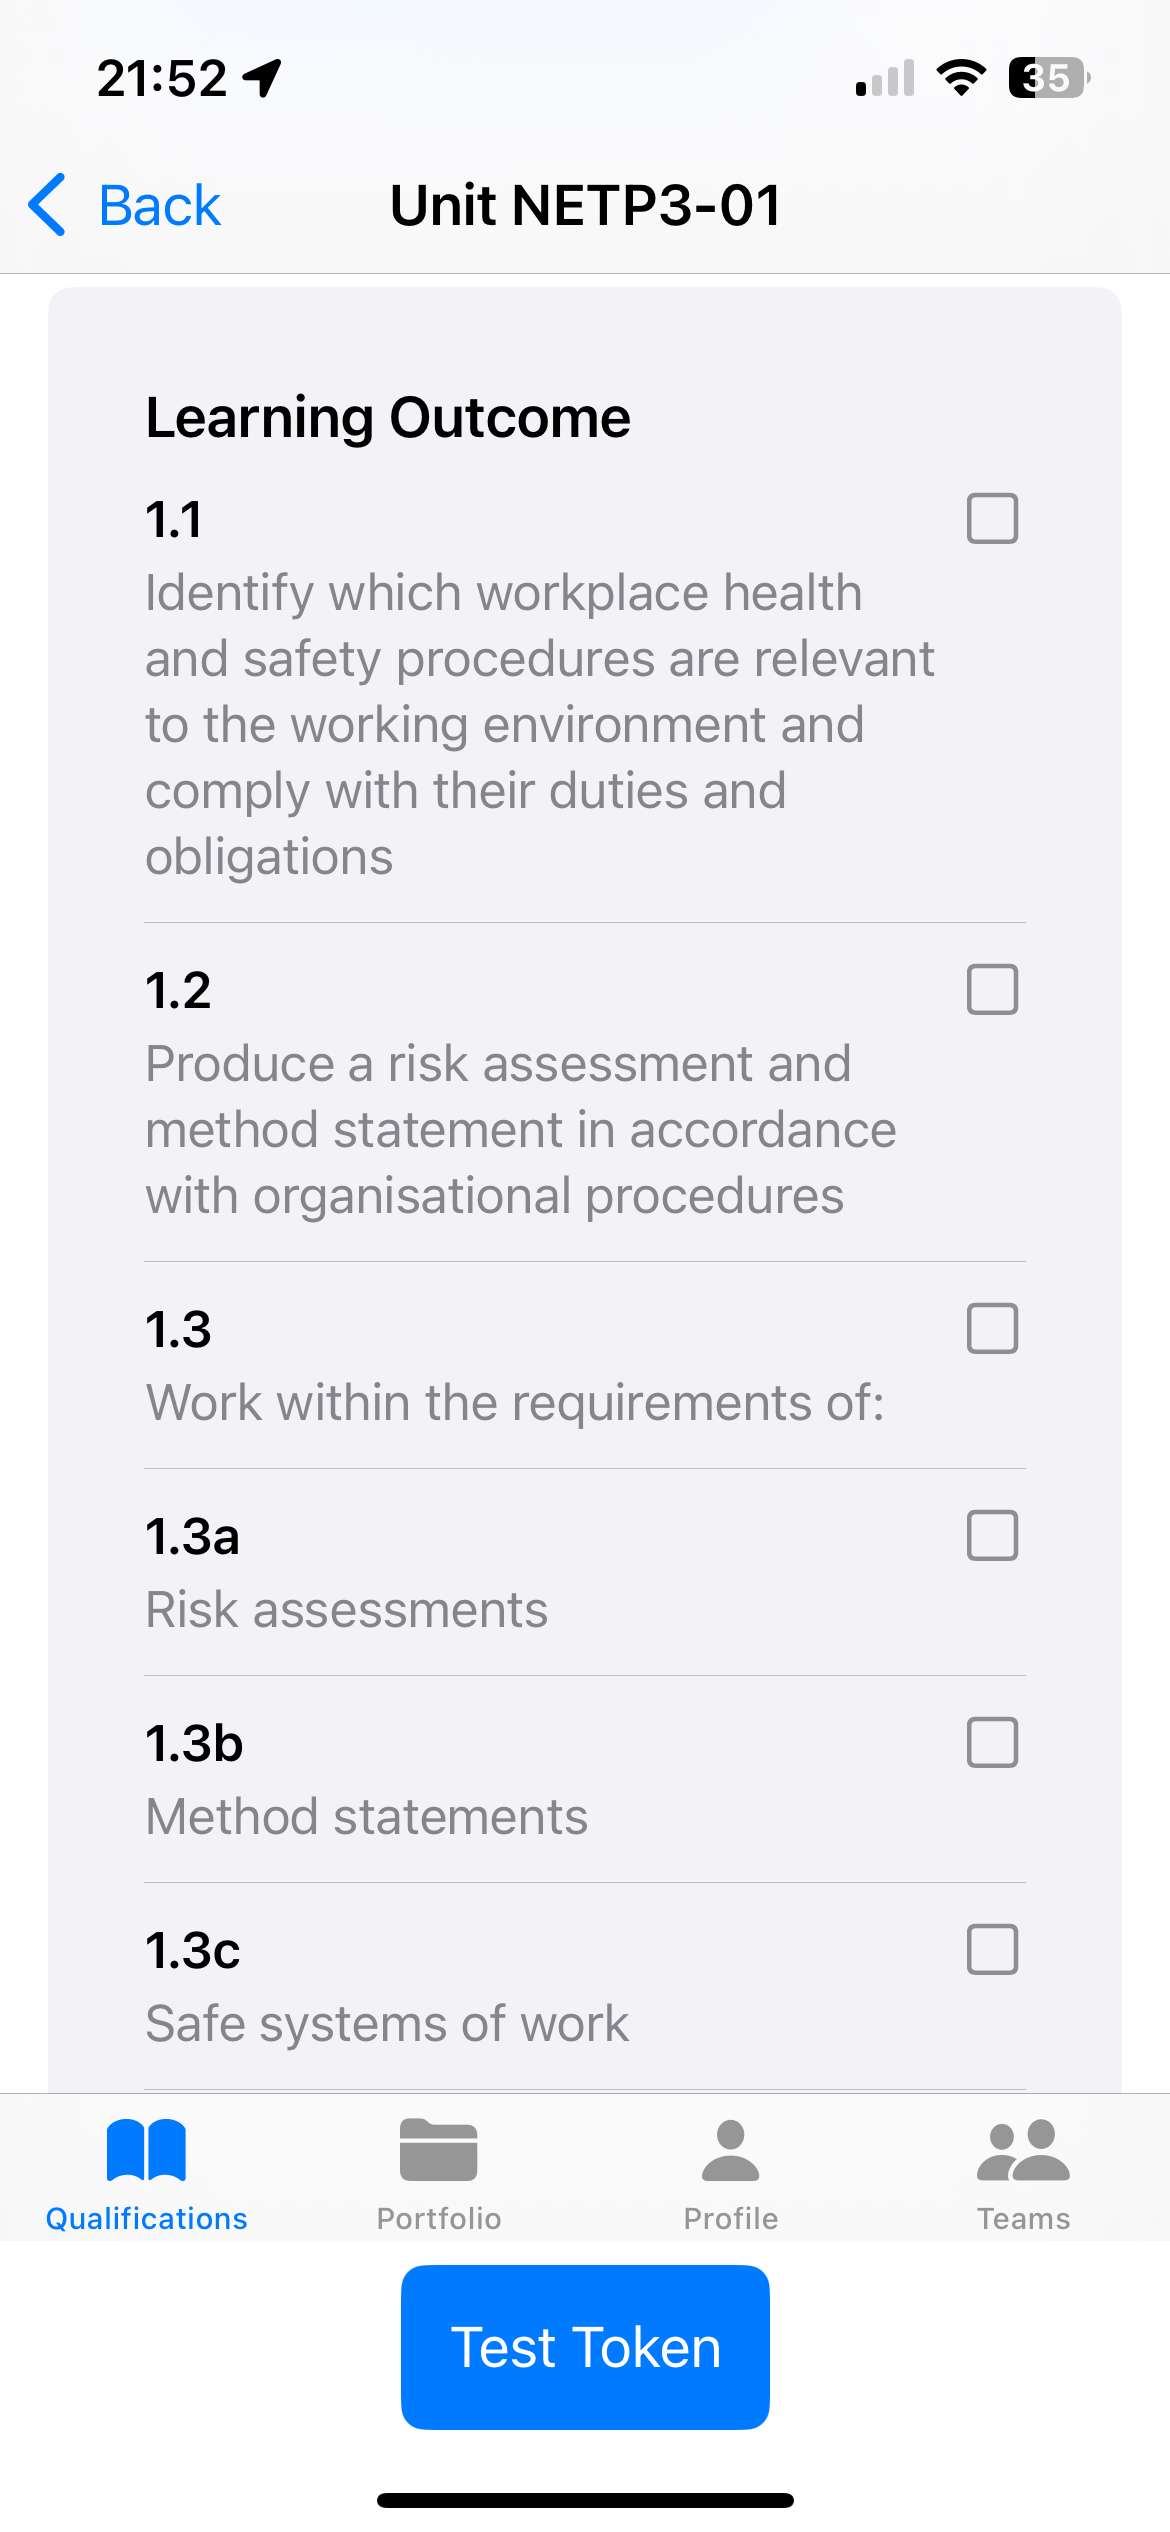 21:52
35
Back
Unit NETP3-01
Learning Outcome
1.1
Identify which workplace health
and safety procedures are relevant
to the working environment and
comply with their duties and
obligations
1.2
Produce a risk assessment and
method statement in accordance
with organisational procedures
1.3
Work within the requirements of:
1.3a
Risk assessments
1.3b
Method statements
1.3c
Safe systems of work
Qualifications
Portfolio
Profile
Teams
Test Token